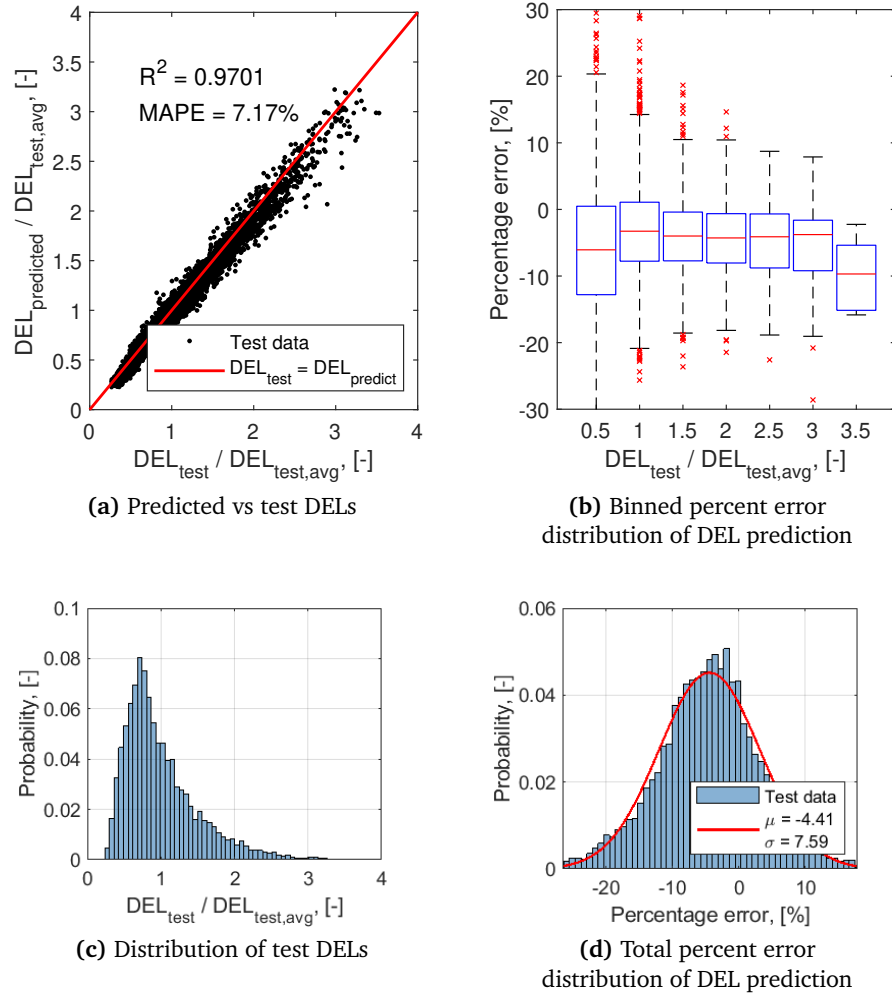 R² = 0.9701
MAPE = 7.17%
DEL_predicted / DEL_test,avg, [-]
4
3.5
3
2.5
2
1.5
1
0.5
0
Test data
DEL_test = DEL_predict
0 1 2 3 4
DEL_test / DEL_test,avg, [-]
(a) Predicted vs test DELs
Percentage error, [%]
30
20
10
0
-10
-20
-30
0.5 1 1.5 2 2.5 3 3.5
DEL_test / DEL_test,avg, [-]
(b) Binned percent error
distribution of DEL prediction
Probability, [-]
0.1
0.08
0.06
0.04
0.02
0
0 1 2 3 4
DEL_test / DEL_test,avg, [-]
(c) Distribution of test DELs
Probability, [-]
0.06
0.04
0.02
0
Test data
μ = -4.41
σ = 7.59
-20 -10 0 10
Percentage error, [%]
(d) Total percent error
distribution of DEL prediction